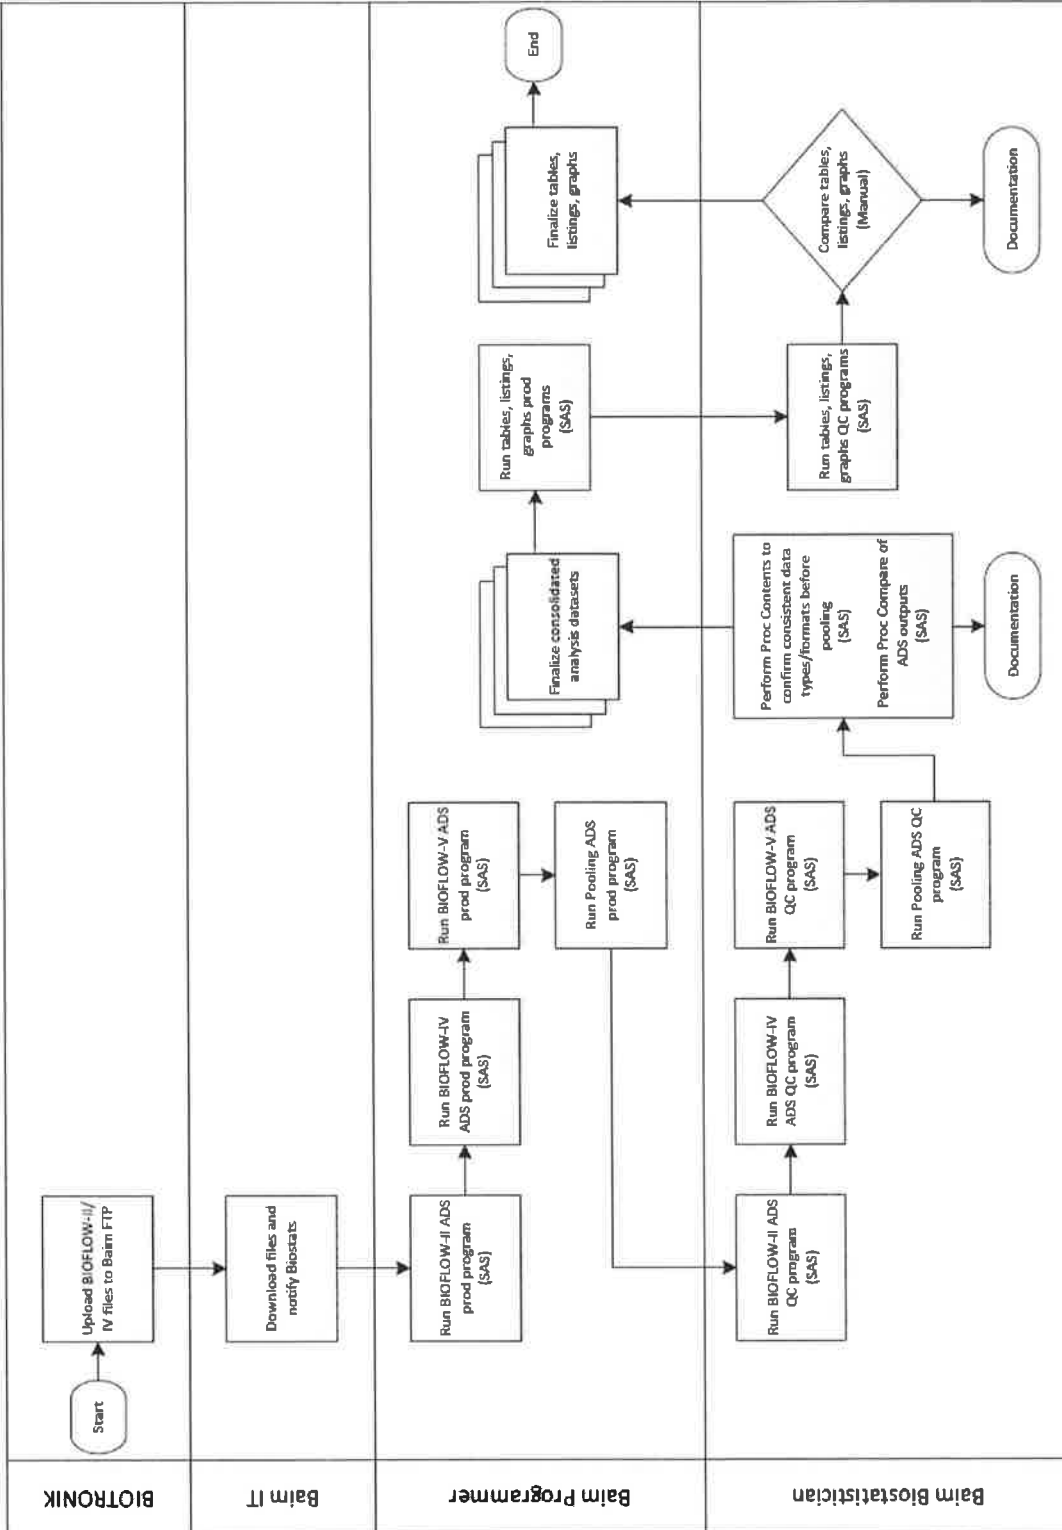 BIOTRONIK
Start
Upload BIOFLOW-II/
IV files to Baim FTP
Baim IT
Download files and
notify Biostats
Baim Programmer
Run BIOFLOW-II ADS
prod program
(SAS)
Run BIOFLOW-IV
ADS prod program
(SAS)
Run BIOFLOW-V ADS
prod program
(SAS)
Run Pooling ADS
prod program
(SAS)
Finalize consolidated
analysis datasets
Run tables, listings,
graphs prod
programs
(SAS)
Finalize tables,
listings, graphs
End
Baim Biostatistician
Run BIOFLOW-II ADS
QC program
(SAS)
Run BIOFLOW-IV
ADS QC program
(SAS)
Run BIOFLOW-V ADS
QC program
(SAS)
Run Pooling ADS QC
program
(SAS)
Perform Proc Contents to
confirm consistent data
types/formats before
pooling
(SAS)
Perform Proc Compare of
ADS outputs
(SAS)
Documentation
Run tables, listings,
graphs QC programs
(SAS)
Compare tables,
listings, graphs
(Manual)
Documentation